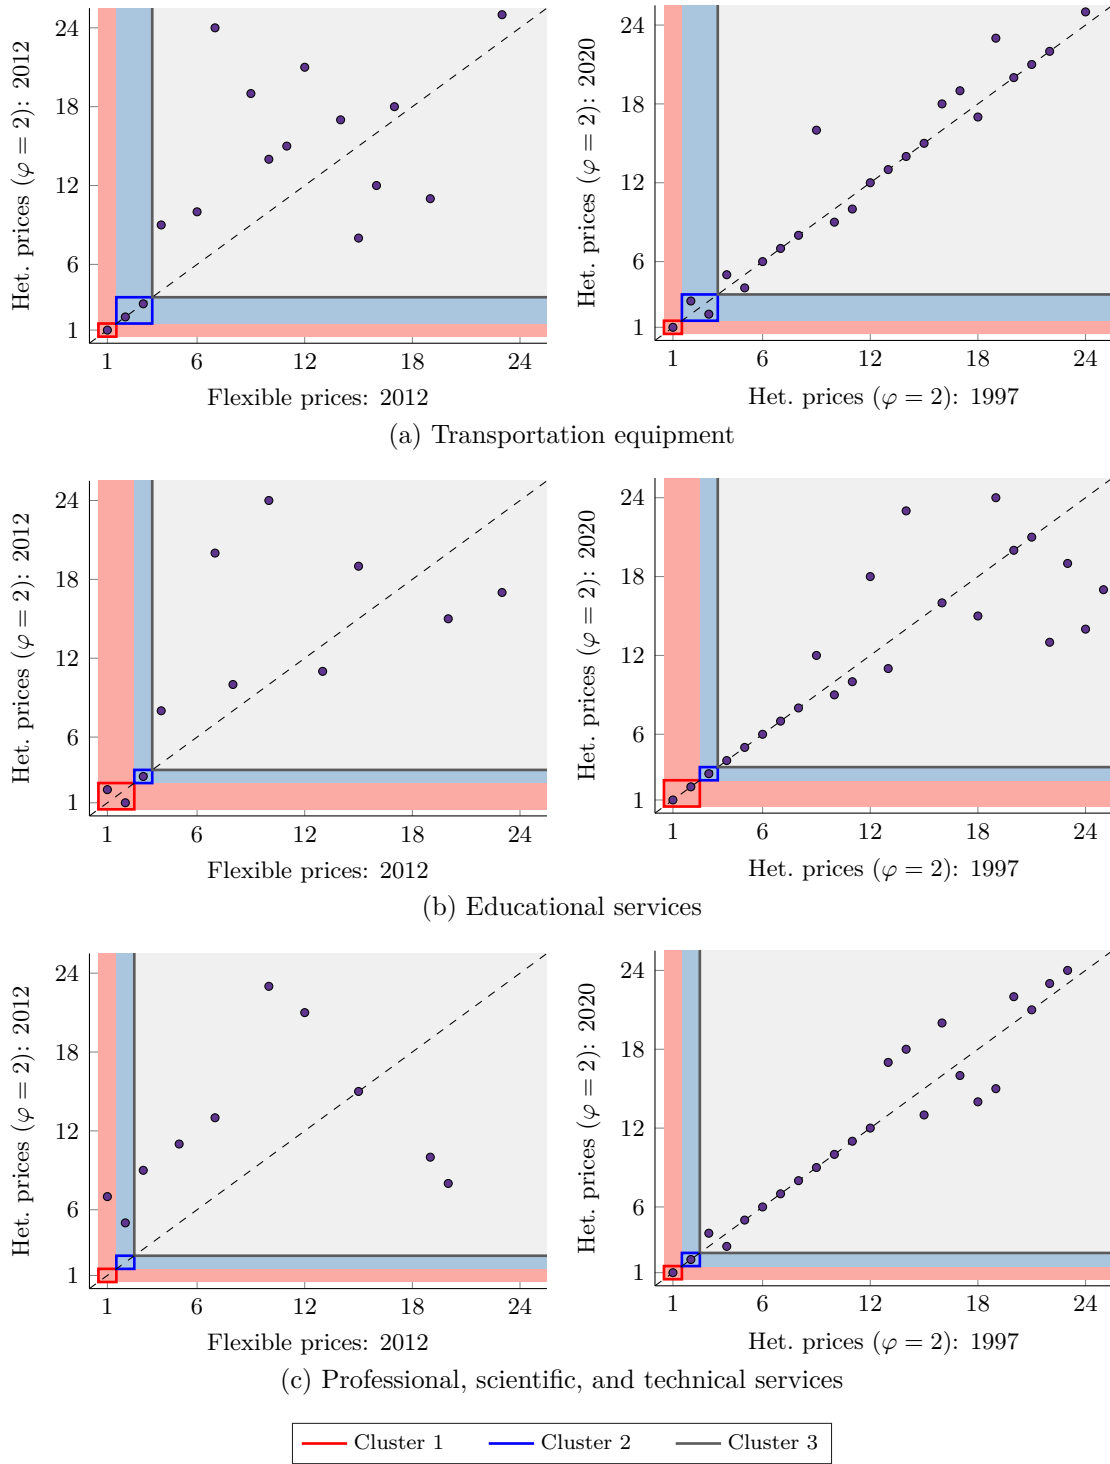 24
18
12
6
1
Het. prices (φ = 2): 2012
1 6 12 18 24
Flexible prices: 2012
24
18
12
6
1
Het. prices (φ = 2): 2020
1 6 12 18 24
Het. prices (φ = 2): 1997
(a) Transportation equipment
24
18
12
6
1
Het. prices (φ = 2): 2012
1 6 12 18 24
Flexible prices: 2012
24
18
12
6
1
Het. prices (φ = 2): 2020
1 6 12 18 24
Het. prices (φ = 2): 1997
(b) Educational services
24
18
12
6
1
Het. prices (φ = 2): 2012
1 6 12 18 24
Flexible prices: 2012
24
18
12
6
1
Het. prices (φ = 2): 2020
1 6 12 18 24
Het. prices (φ = 2): 1997
(c) Professional, scientific, and technical services
Cluster 1 Cluster 2 Cluster 3